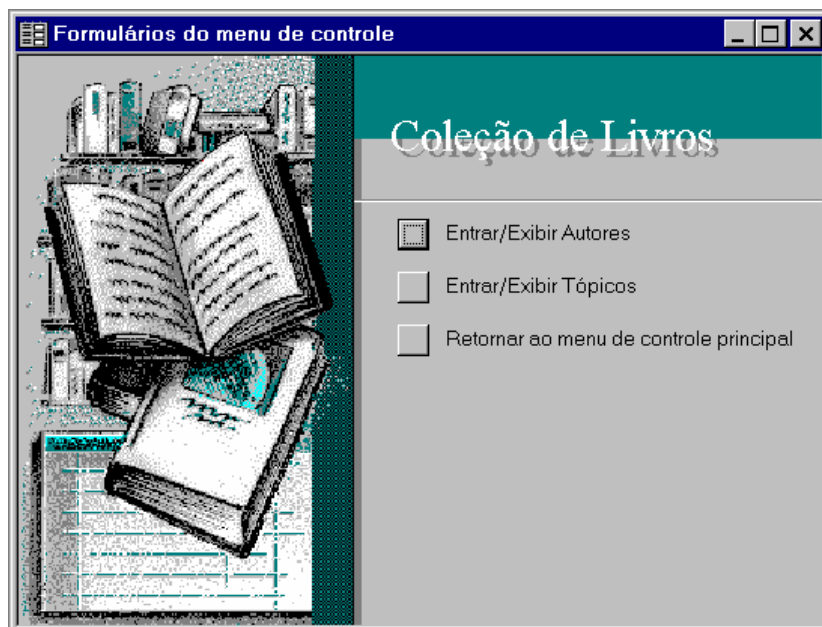 Formulários do menu de controle
Coleção de Livros
Entrar/Exibir Autores
Entrar/Exibir Tópicos
Retornar ao menu de controle principal